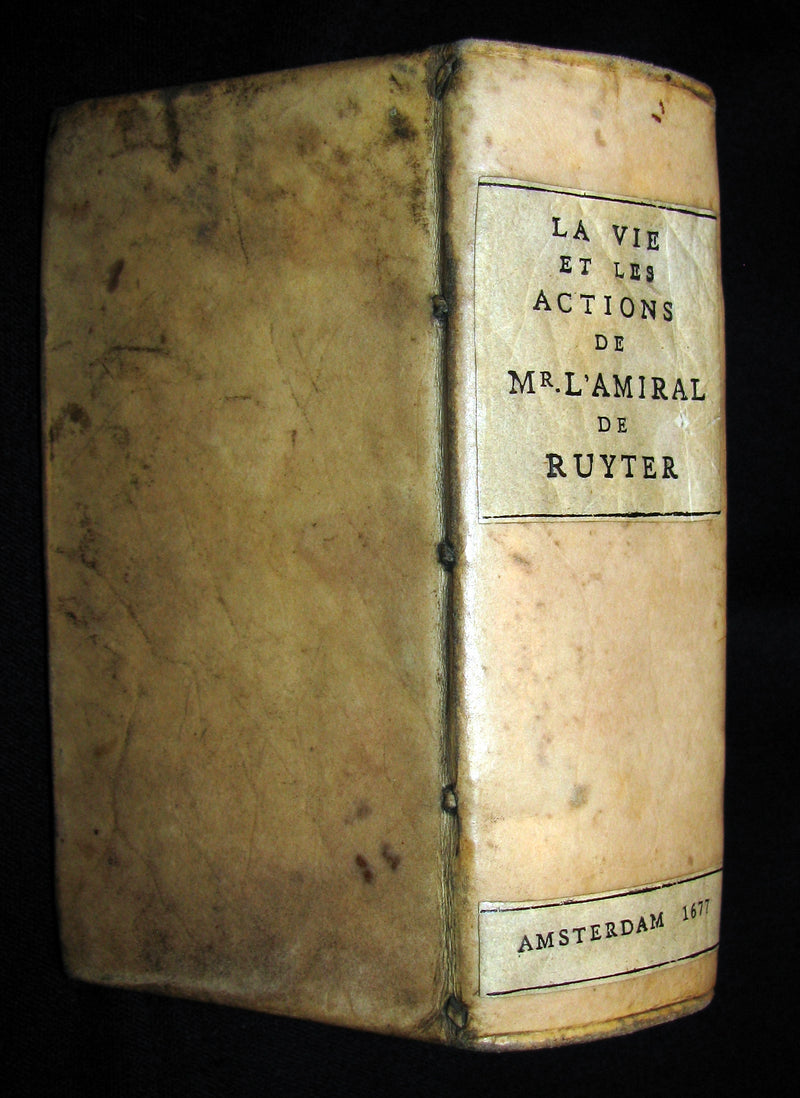 LA VIE
ET LES
ACTIONS
DE
MR. L'AMIRAL
DE
RUYTER
AMSTERDAM 1677